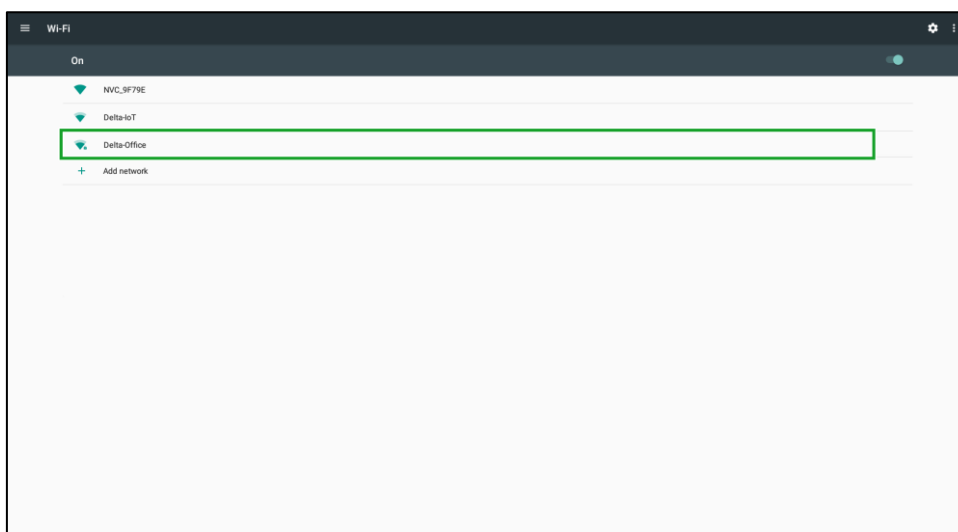 Wi-Fi
On
NVC_9F79E
Delta-IoT
Delta-Office
Add network